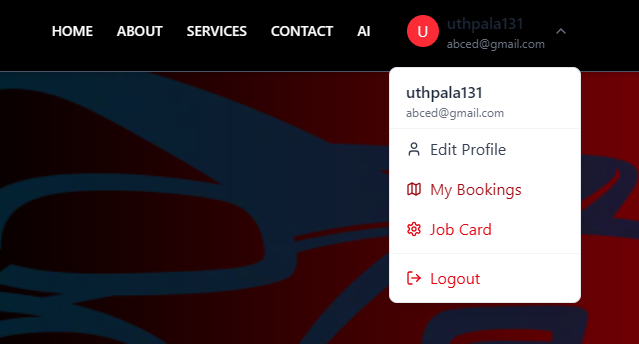 HOME ABOUT SERVICES CONTACT AI U uthpala131
abced@gmail.com
uthpala131
abced@gmail.com
Edit Profile
My Bookings
Job Card
Logout